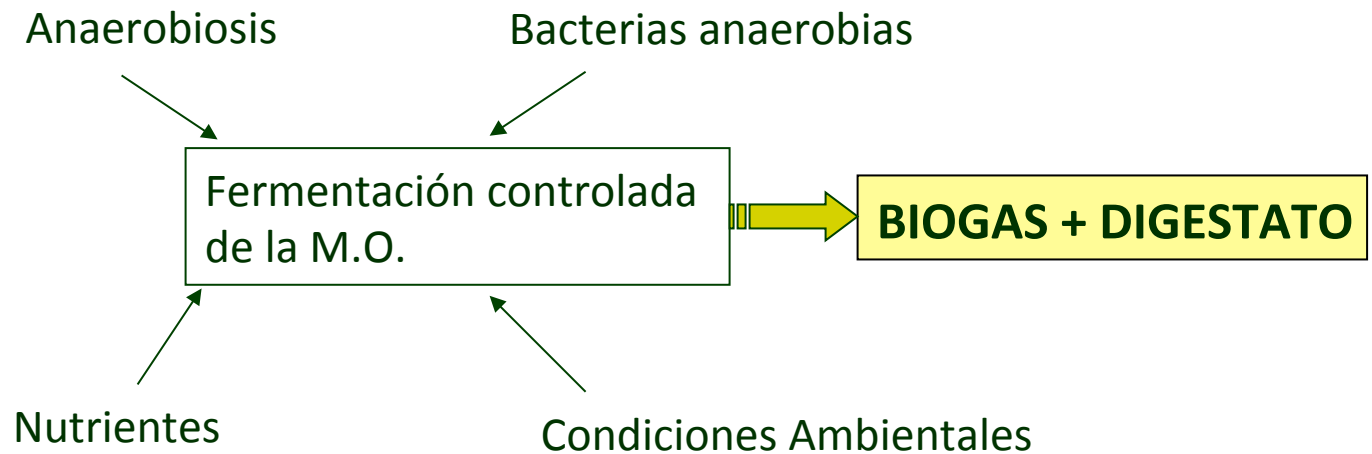 Anaerobiosis
Bacterias anaerobias
Fermentación controlada
de la M.O.
BIOGAS + DIGESTATO
Nutrientes
Condiciones Ambientales